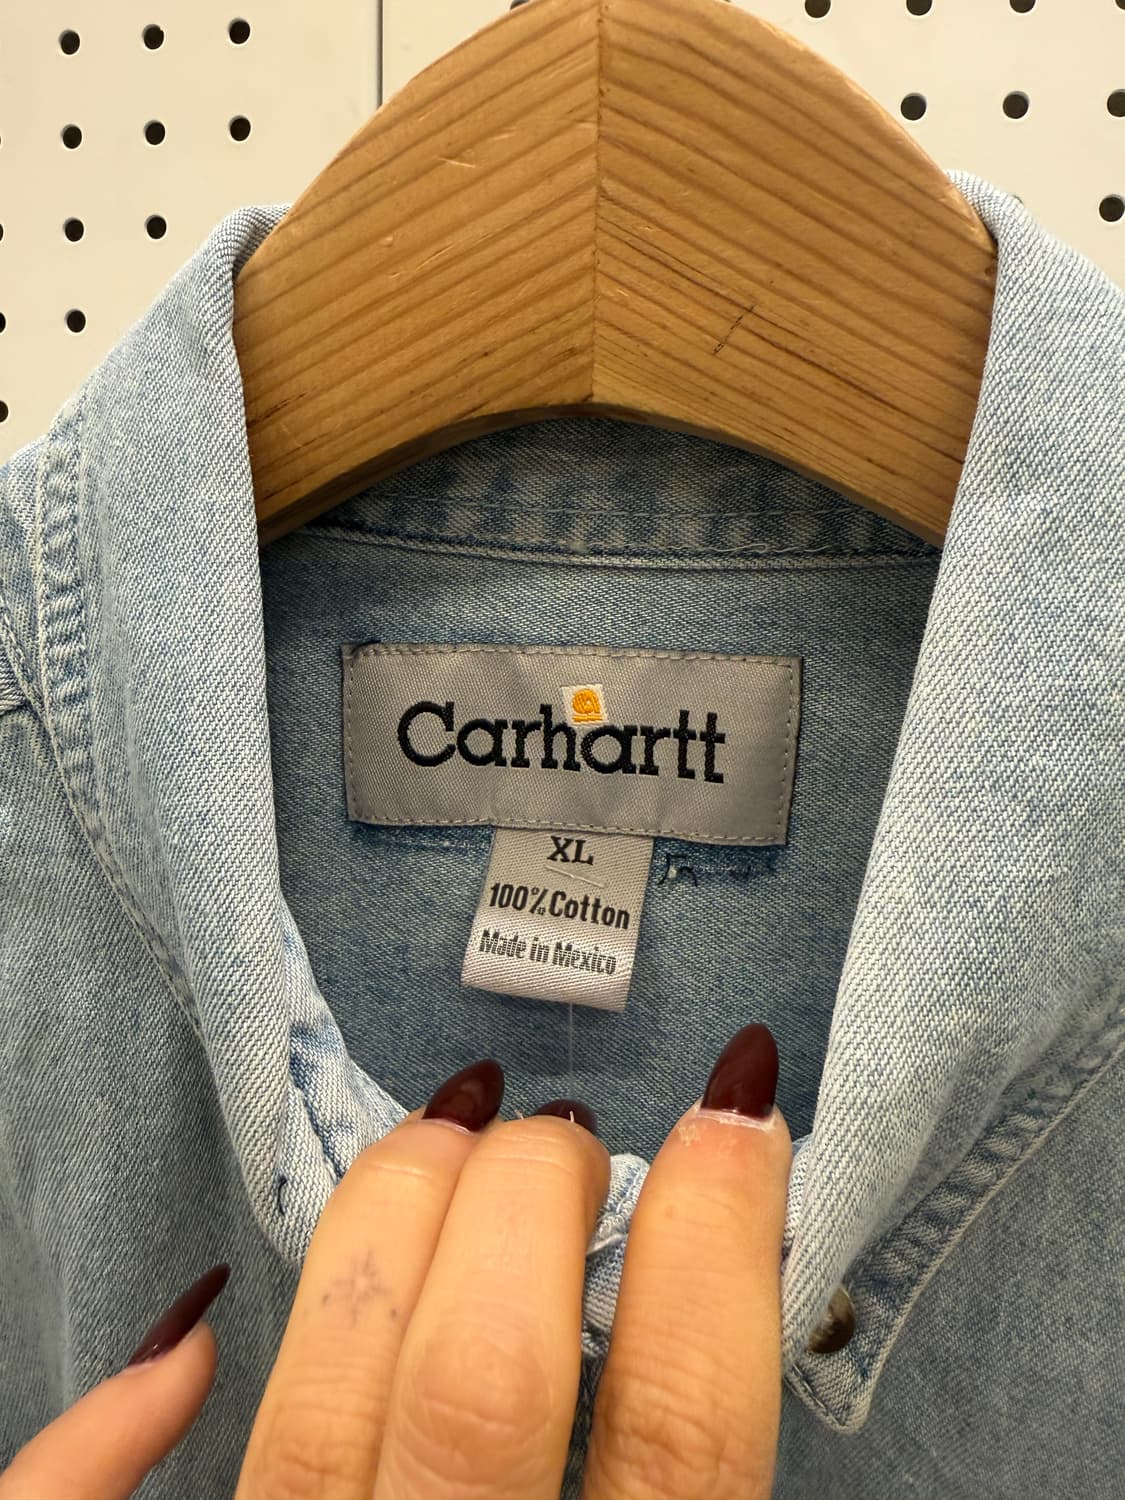 Carhartt
XL
100% Cotton
Made in Mexico